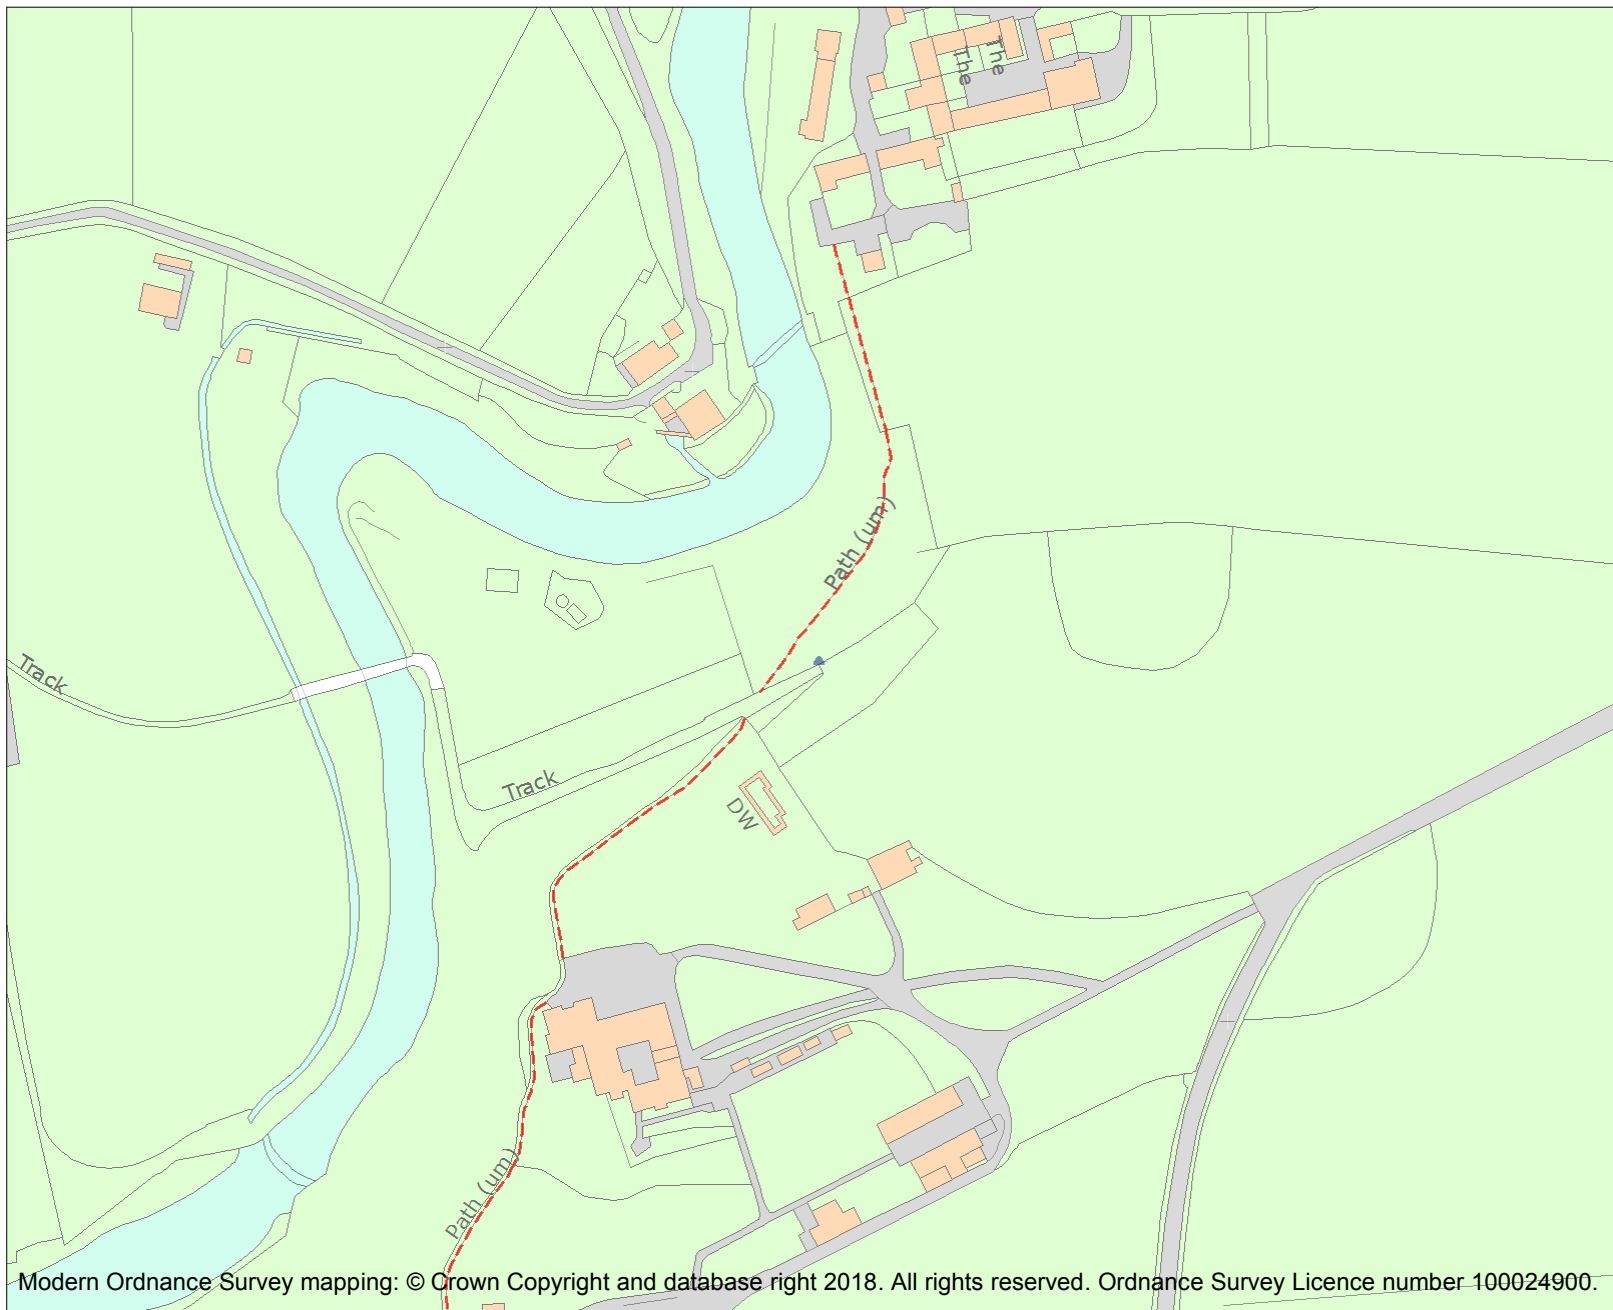 The
The
Path (um)
Track
Track
DW
Path (um)
Modern Ordnance Survey mapping: © Crown Copyright and database right 2018. All rights reserved. Ordnance Survey Licence number 100024900.